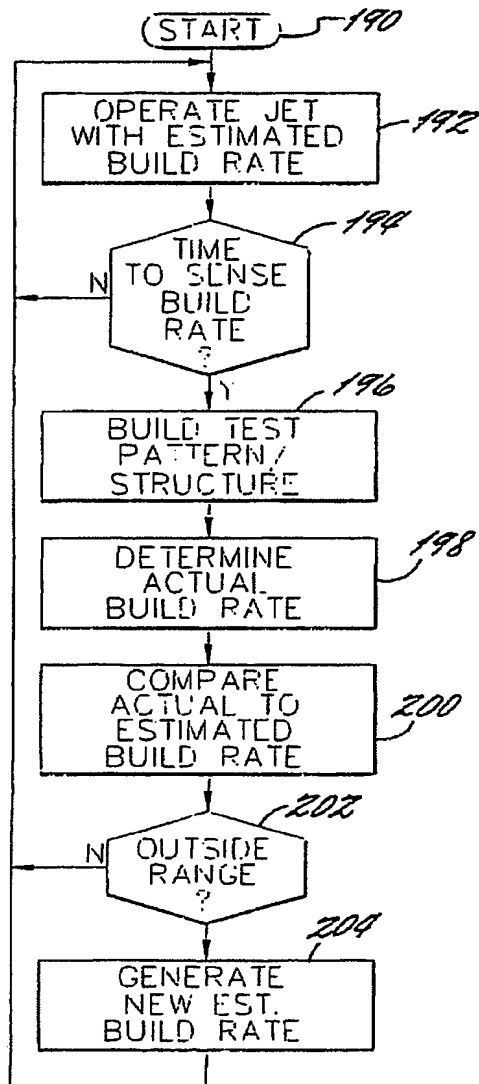 START
190
OPERATE JET
WITH ESTIMATED
BUILD RATE
192
194
TIME
TO SENSE
BUILD
RATE
?
N
Y
196
BUILD TEST
PATTERN/
STRUCTURE
198
DETERMINE
ACTUAL
BUILD RATE
COMPARE
ACTUAL TO
ESTIMATED
BUILD RATE
200
202
N
OUTSIDE
RANGE
?
204
GENERATE
NEW EST.
BUILD RATE